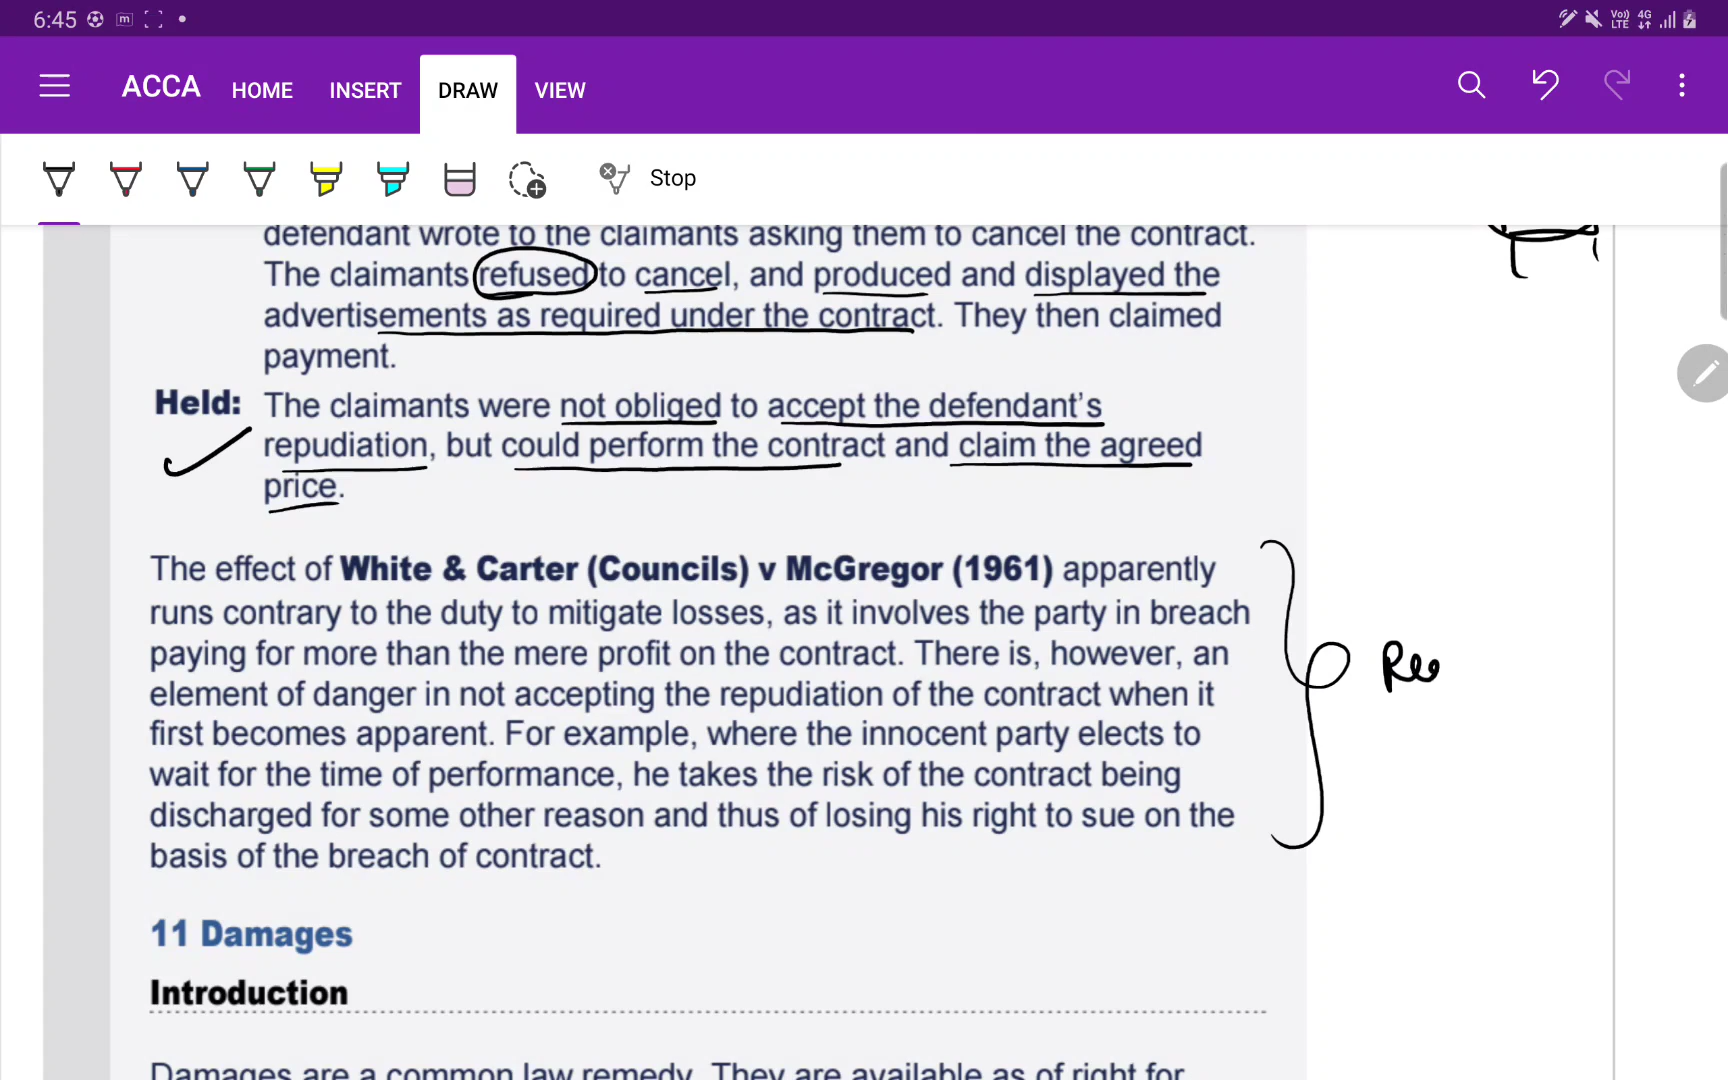 6:45 m Vo)) LTE 4G
ACCA HOME INSERT DRAW VIEW
Stop
defendant wrote to the claimants asking them to cancel the contract.
The claimants refused to cancel, and produced and displayed the
advertisements as required under the contract. They then claimed
payment.
Held: The claimants were not obliged to accept the defendant's
repudiation, but could perform the contract and claim the agreed
price.
The effect of White & Carter (Councils) v McGregor (1961) apparently
runs contrary to the duty to mitigate losses, as it involves the party in breach
paying for more than the mere profit on the contract. There is, however, an
element of danger in not accepting the repudiation of the contract when it
first becomes apparent. For example, where the innocent party elects to
wait for the time of performance, he takes the risk of the contract being
discharged for some other reason and thus of losing his right to sue on the
basis of the breach of contract.
11 Damages
Introduction
Damages are a common law remedy. They are available as of right for